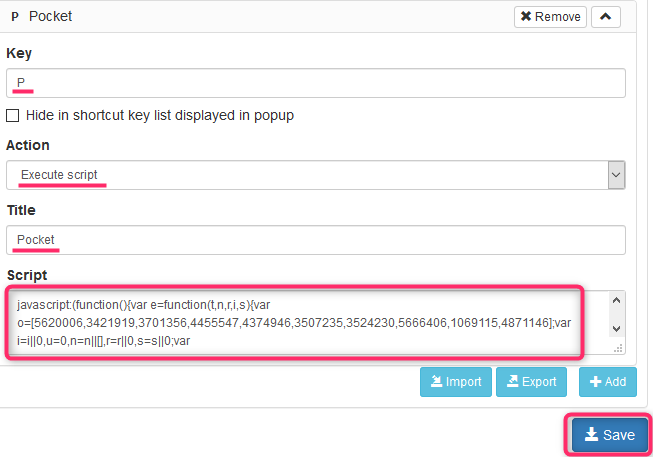 P Pocket
Remove
Key
P
Hide in shortcut key list displayed in popup
Action
Execute script
Title
Pocket
Script
javascript:(function(){var e=function(t,n,r,i,s){var
o=[5620006,3421919,3701356,4455547,4374946,3507235,3524230,5666406,1069115,4871146];var
i=i||0,u=0,n=n||[],r=r||0,s=s||0;var
Import
Export
Add
Save